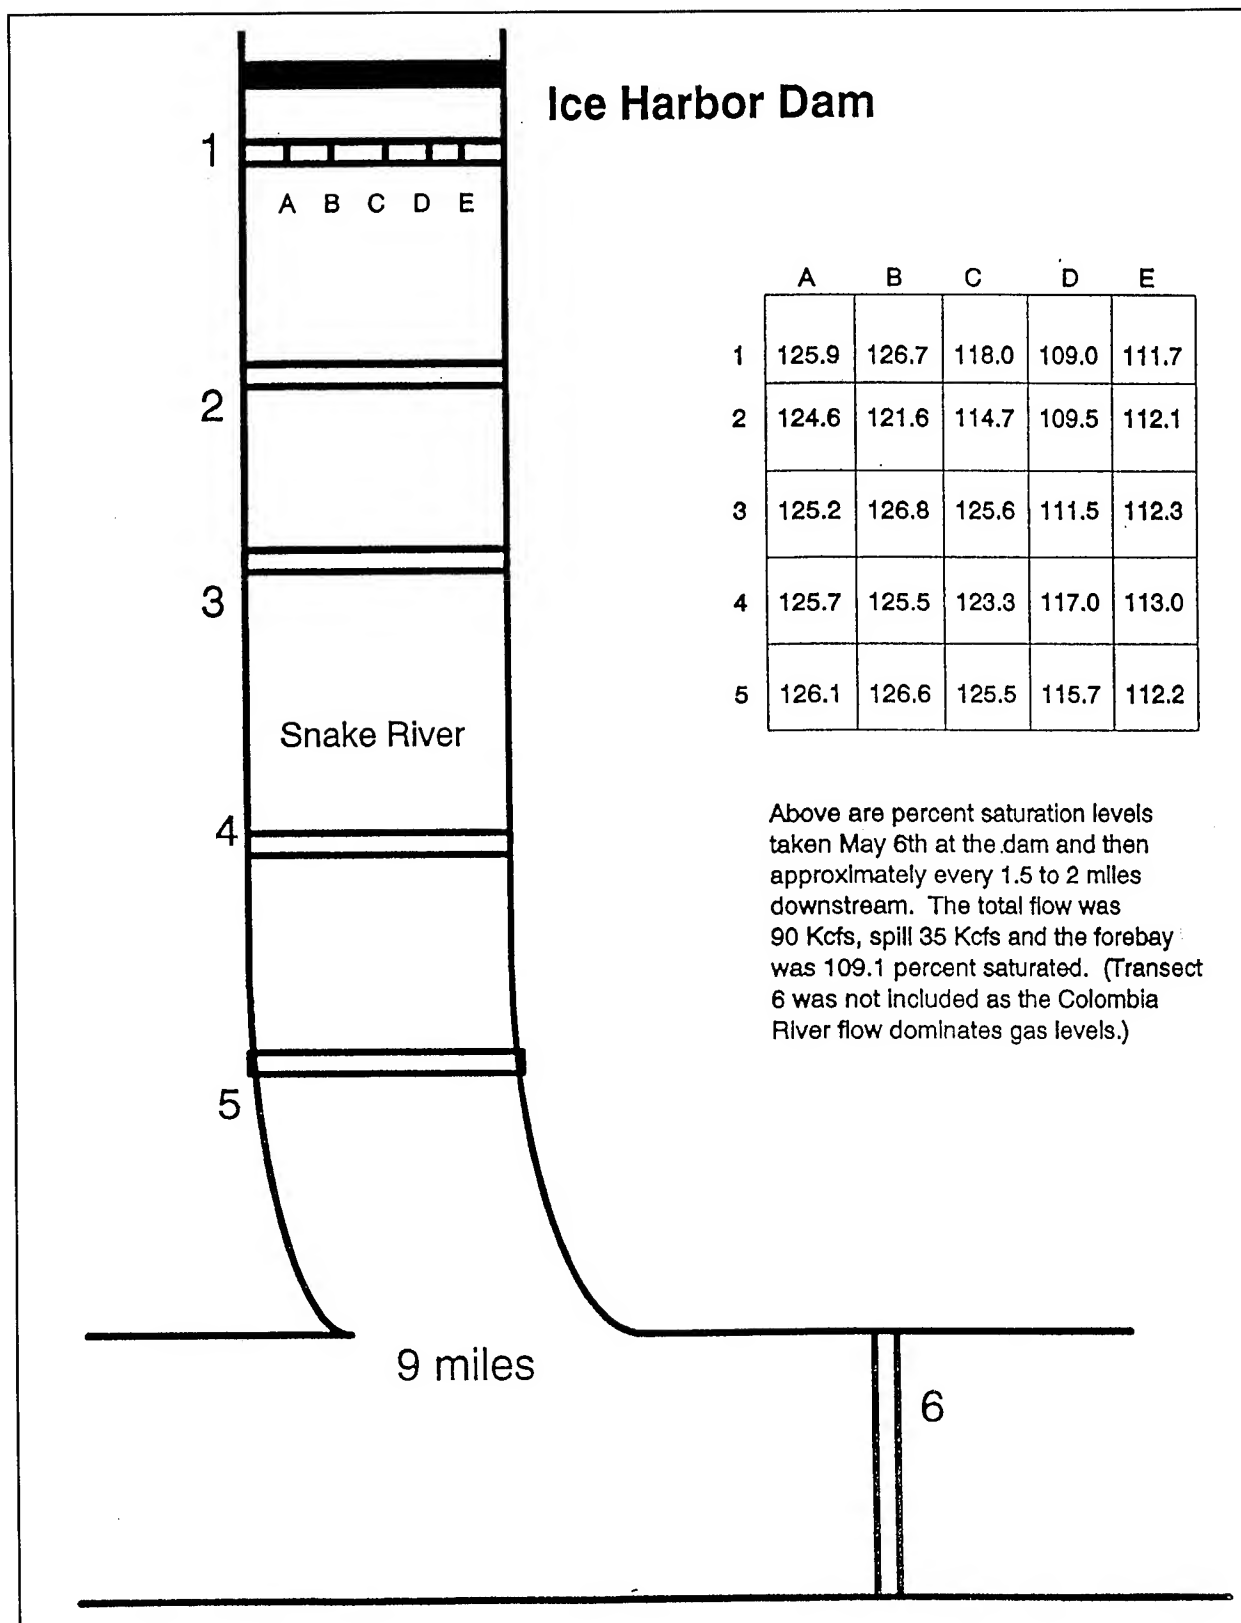 Ice Harbor Dam
1
A B C D E
2
3
Snake River
4
5
9 miles
6
A B C D E
1 125.9 126.7 118.0 109.0 111.7
2 124.6 121.6 114.7 109.5 112.1
3 125.2 126.8 125.6 111.5 112.3
4 125.7 125.5 123.3 117.0 113.0
5 126.1 126.6 125.5 115.7 112.2
Above are percent saturation levels
taken May 6th at the dam and then
approximately every 1.5 to 2 miles
downstream. The total flow was
90 Kcfs, spill 35 Kcfs and the forebay
was 109.1 percent saturated. (Transect
6 was not included as the Colombia
River flow dominates gas levels.)